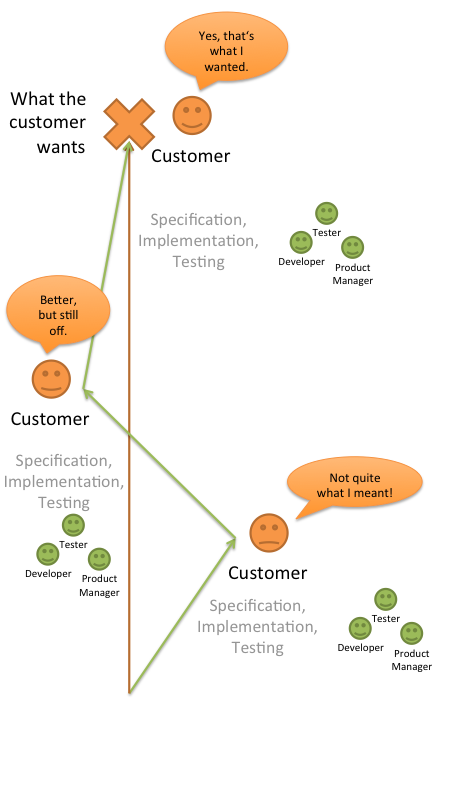 Yes, that's
what I
wanted.
What the
customer
wants
Customer
Specification,
Implementation,
Testing
Tester
Developer
Product
Manager
Better,
but still
off.
Customer
Specification,
Implementation,
Testing
Tester
Developer
Product
Manager
Not quite
what I meant!
Customer
Specification,
Implementation,
Testing
Tester
Developer
Product
Manager